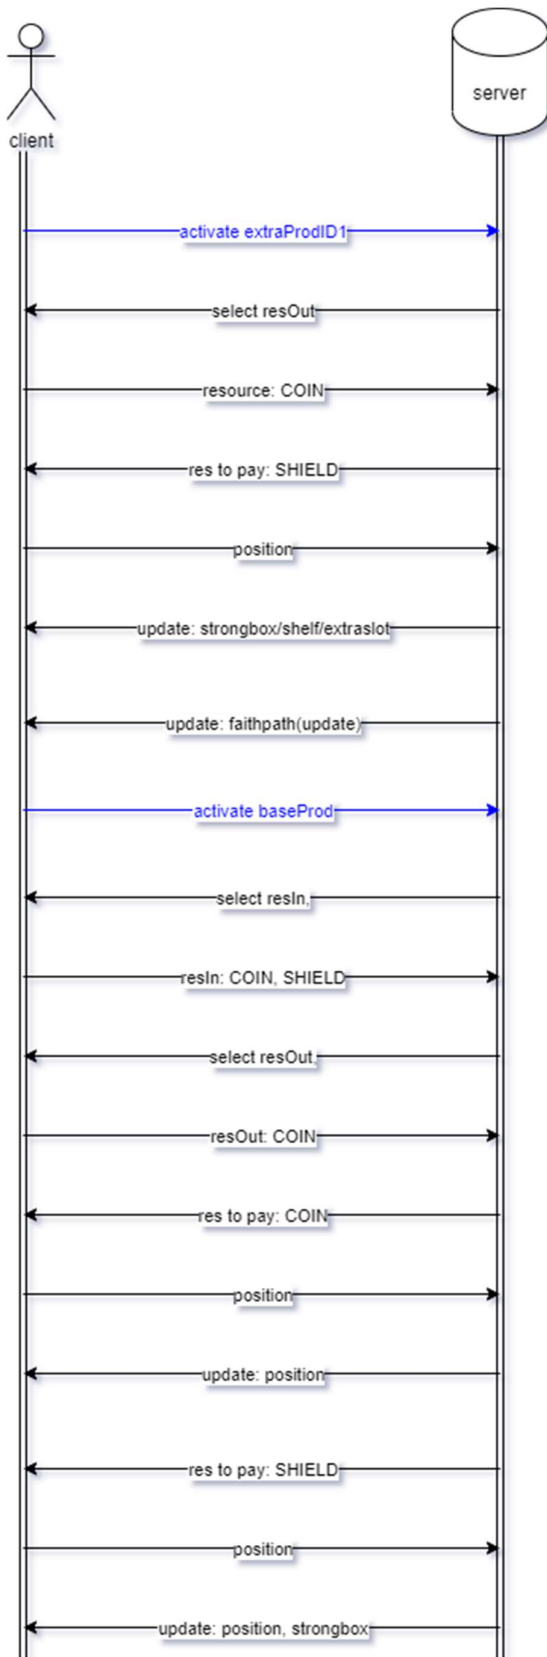 server
client
activate extraProdID1
select resOut
resource: COIN
res to pay: SHIELD
position
update: strongbox/shelf/extraslot
update: faithpath(update)
activate baseProd
select resIn,
resIn: COIN, SHIELD
select resOut,
resOut: COIN
res to pay: COIN
position
update: position
res to pay: SHIELD
position
update: position, strongbox